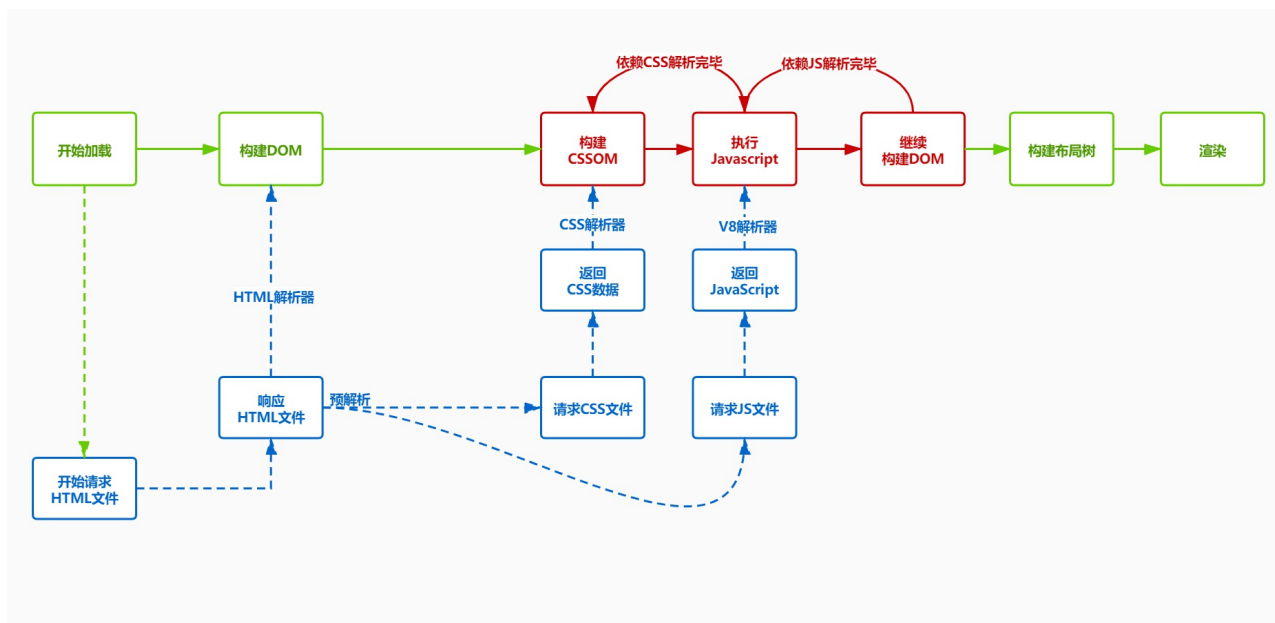 依赖CSS解析完毕
依赖JS解析完毕
开始加载
构建DOM
构建
CSSOM
执行
Javascript
继续
构建DOM
构建布局树
渲染
CSS解析器
V8解析器
返回
CSS数据
返回
JavaScript
HTML解析器
响应
HTML文件
预解析
请求CSS文件
请求JS文件
开始请求
HTML文件